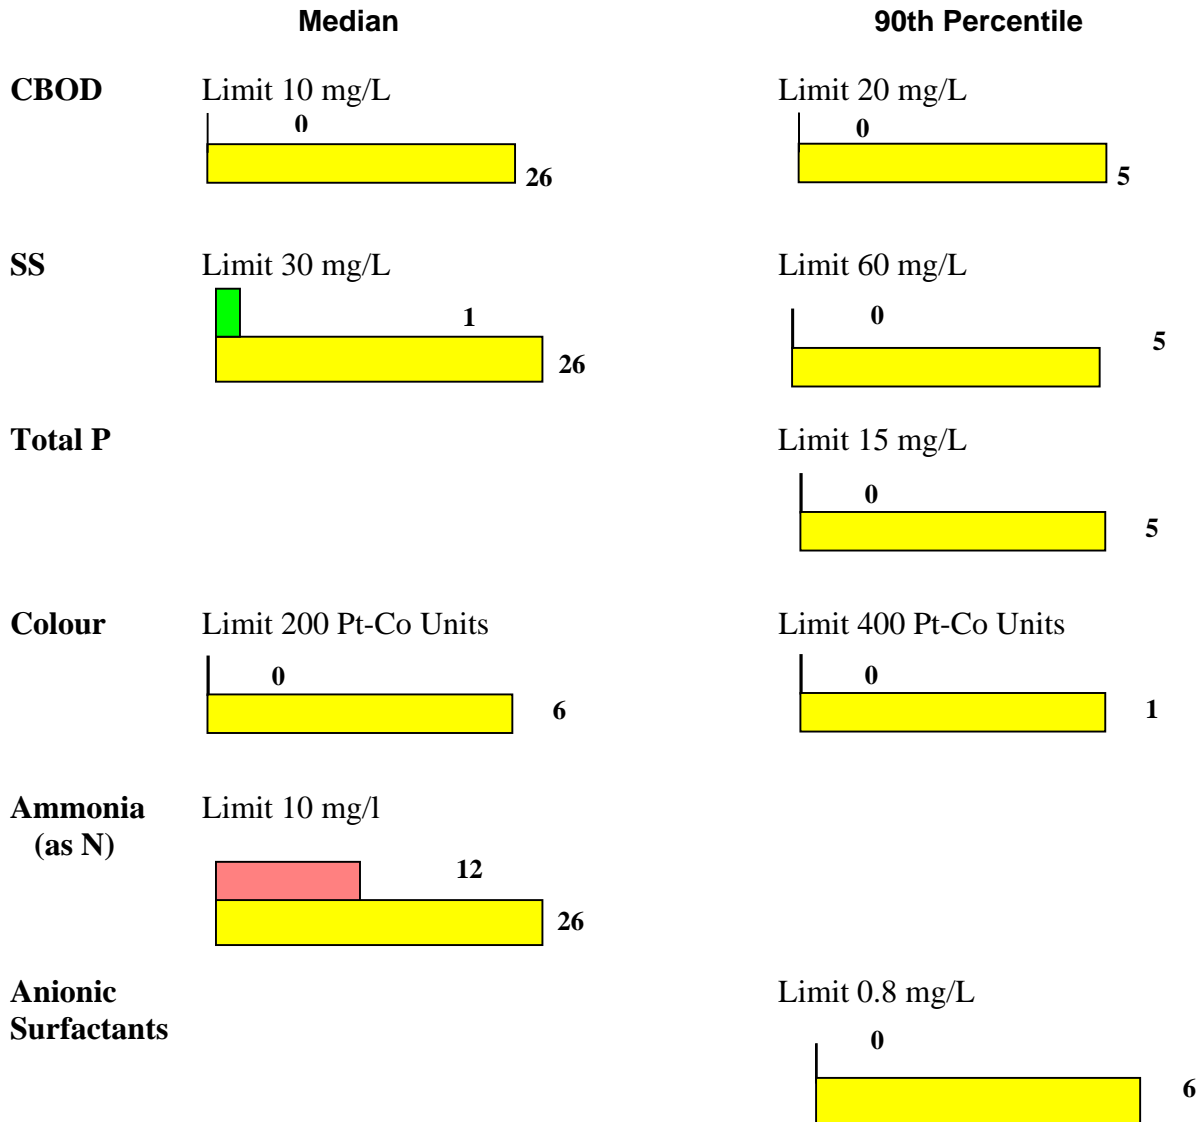 Median 90th Percentile
CBOD Limit 10 mg/L Limit 20 mg/L
0 0
26 5
SS Limit 30 mg/L Limit 60 mg/L
1 0
26 5
Total P Limit 15 mg/L
0
5
Colour Limit 200 Pt-Co Units Limit 400 Pt-Co Units
0 0
6 1
Ammonia Limit 10 mg/l
(as N)
12
26
Anionic Limit 0.8 mg/L
Surfactants
0
6